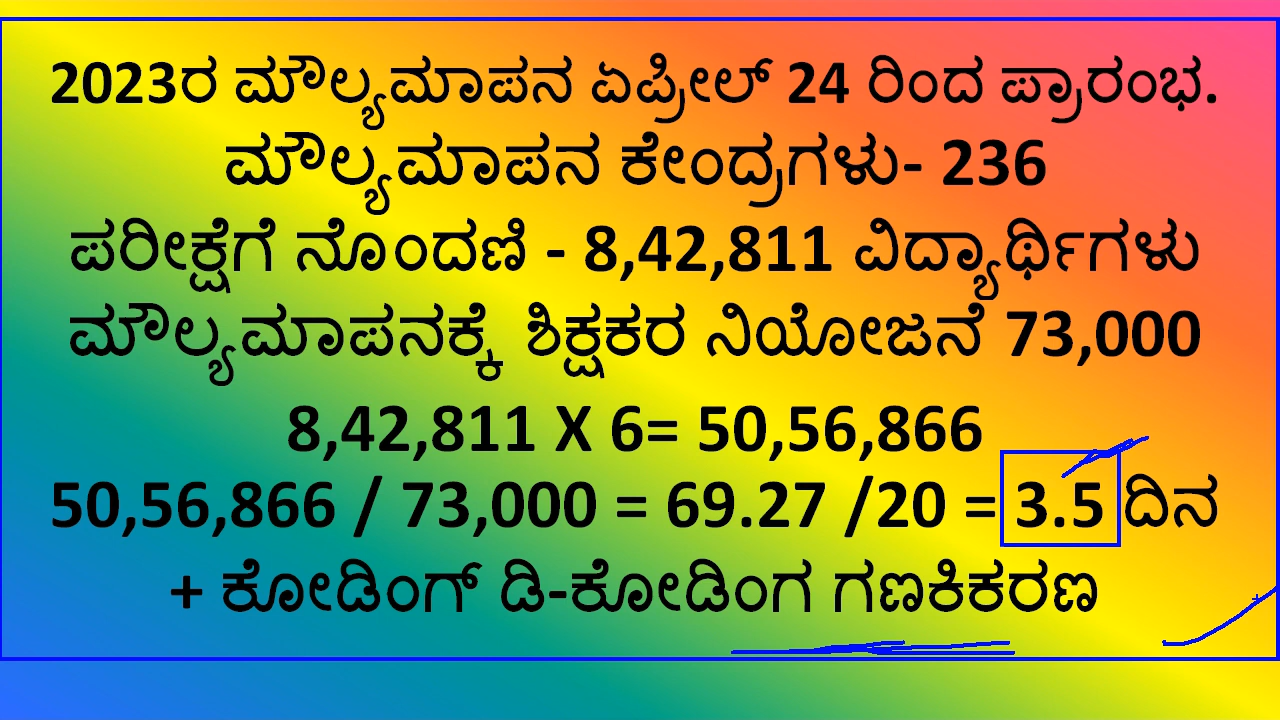 2023ರ ಮೌಲ್ಯಮಾಪನ ಏಪ್ರೀಲ್ 24 ರಿಂದ ಪ್ರಾರಂಭ.
ಮೌಲ್ಯಮಾಪನ ಕೇಂದ್ರಗಳು- 236
ಪರೀಕ್ಷೆಗೆ ನೊಂದಣಿ - 8,42,811 ವಿದ್ಯಾರ್ಥಿಗಳು
ಮೌಲ್ಯಮಾಪನಕ್ಕೆ ಶಿಕ್ಷಕರ ನಿಯೋಜನೆ 73,000
8,42,811 X 6= 50,56,866
50,56,866 / 73,000 = 69.27 /20 = 3.5 ದಿನ
+ ಕೋಡಿಂಗ್ ಡಿ-ಕೋಡಿಂಗ ಗಣಕಿಕರಣ